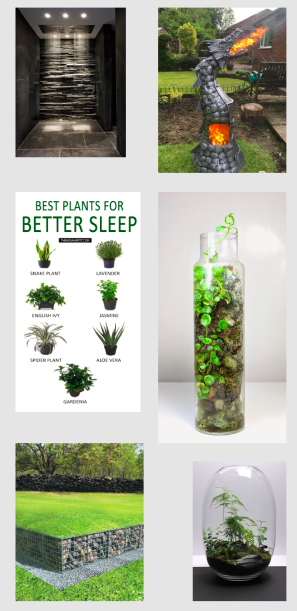 BEST PLANTS FOR
BETTER SLEEP
SNAKE PLANT
LAVENDER
ENGLISH IVY
JASMINE
SPIDER PLANT
ALOE VERA
GARDENIA